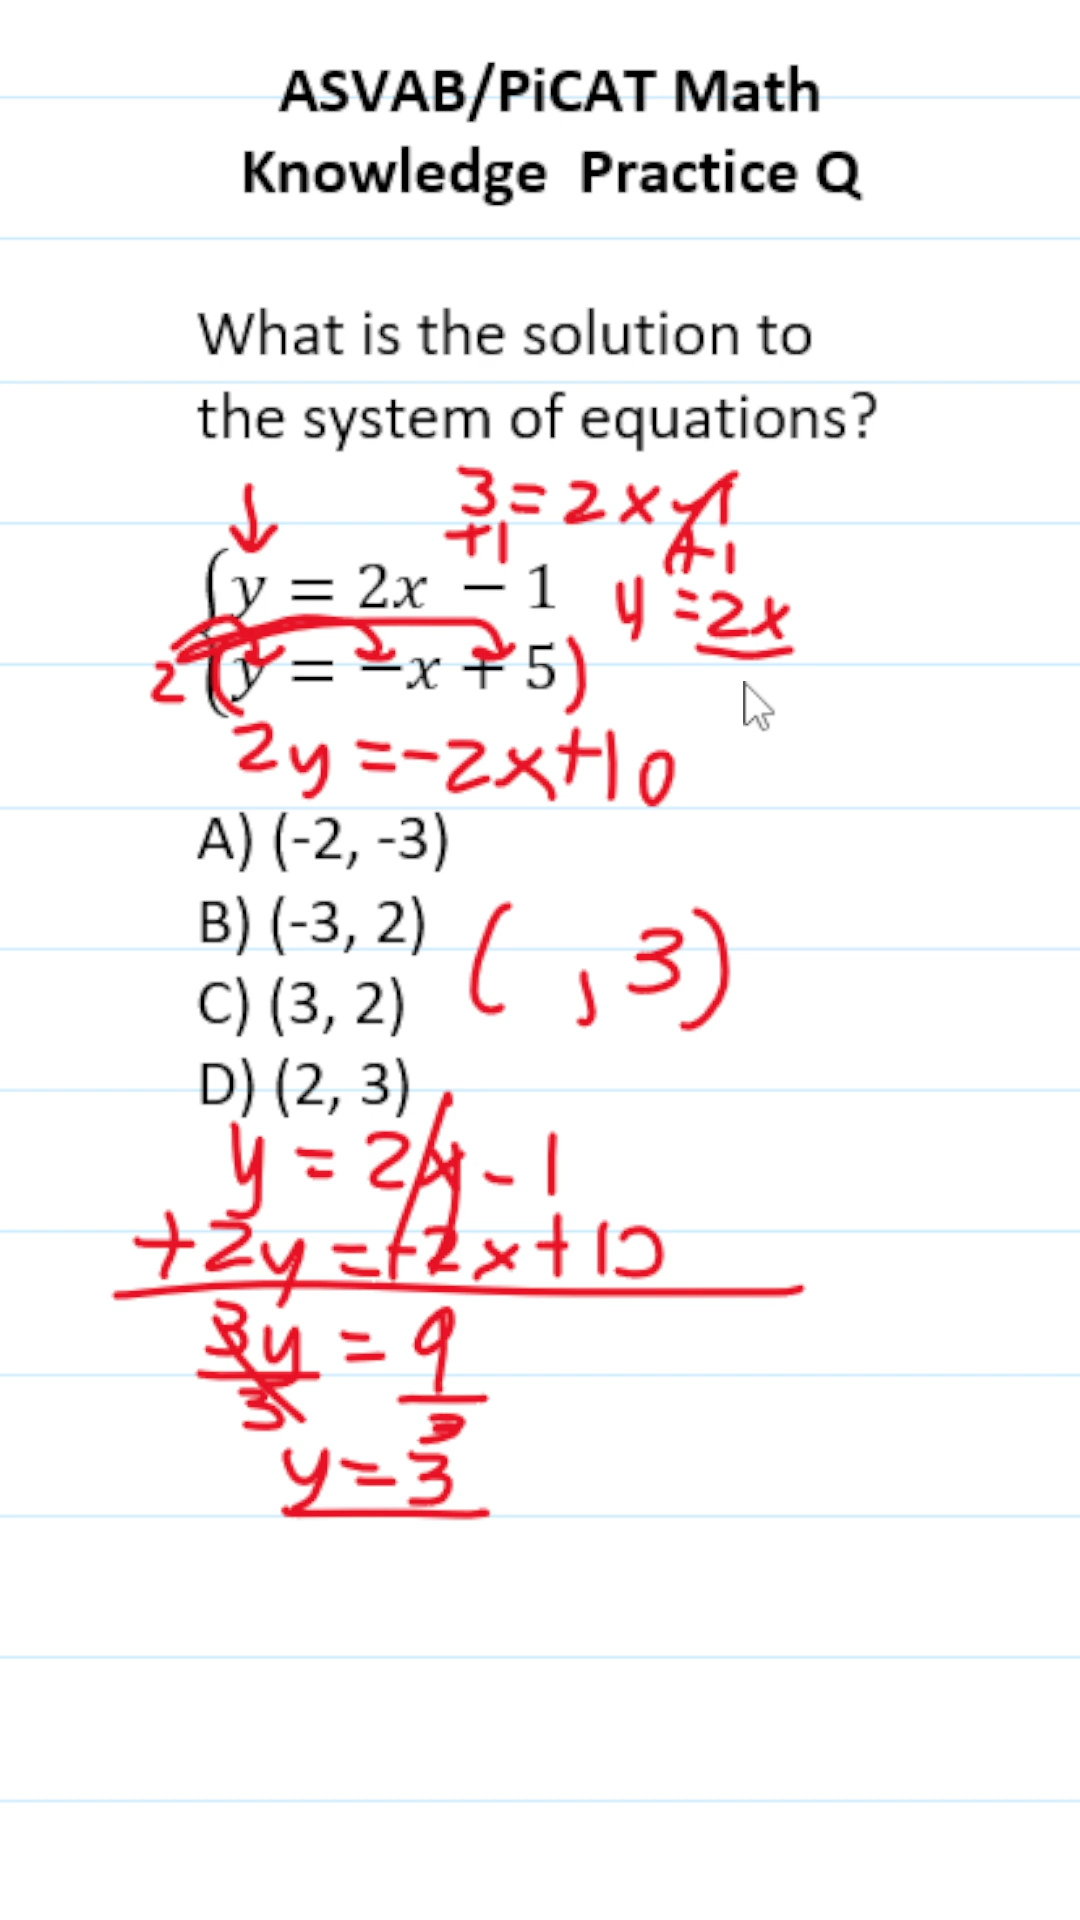 ASVAB/PiCAT Math
Knowledge Practice Q
What is the solution to
the system of equations?
3 = 2x - 1
+1 +1
y = 2x − 1
4 = 2x
2(y = −x + 5)
2y = -2x+10
A) (-2, -3)
B) (-3, 2)
C) (3, 2)
( , 3)
D) (2, 3)
y = 2x - 1
+2y = -2x + 10
3y = 9
3 3
y = 3